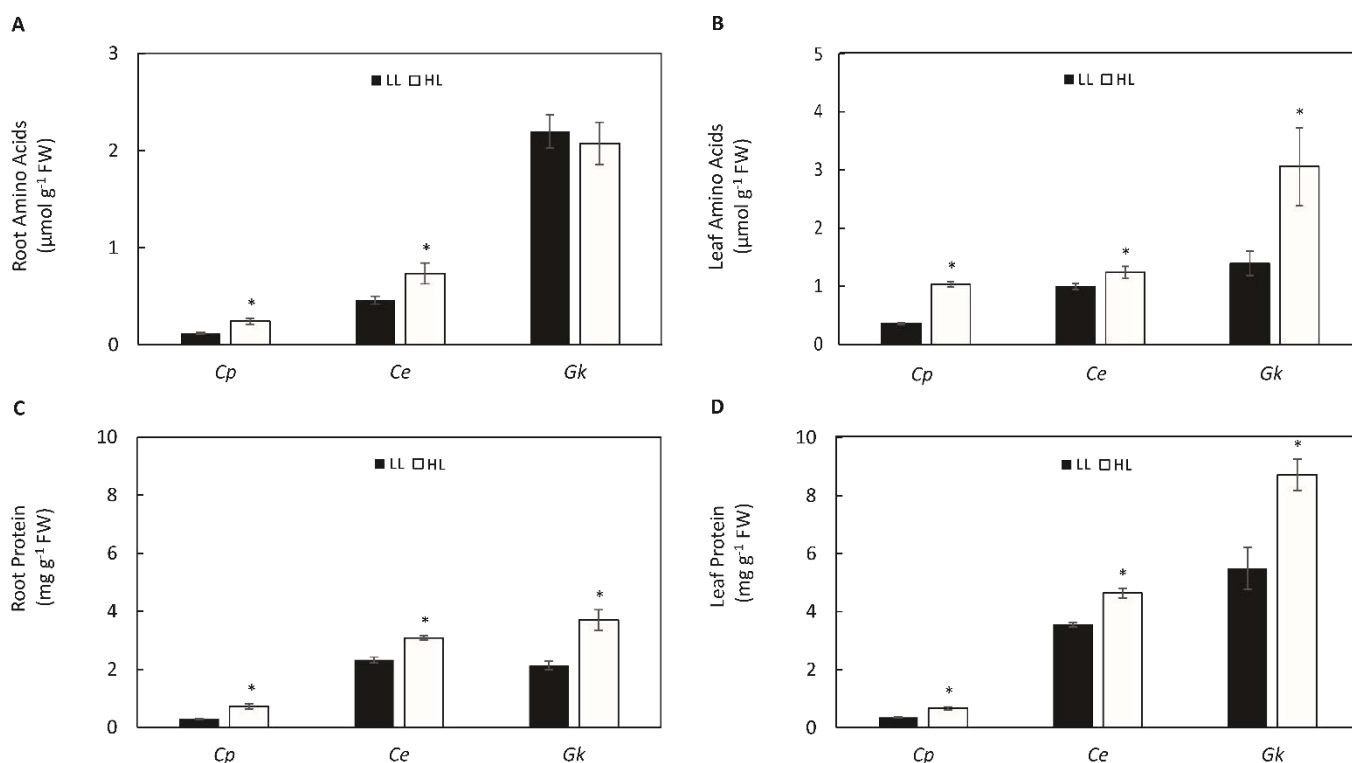 A
Root Amino Acids
(µmol g⁻¹ FW)
3
2
1
0
LL HL
*
*
Cp Ce Gk
B
Leaf Amino Acids
(µmol g⁻¹ FW)
5
4
3
2
1
0
LL HL
*
*
*
Cp Ce Gk
C
Root Protein
(mg g⁻¹ FW)
10
8
6
4
2
0
LL HL
*
*
*
Cp Ce Gk
D
Leaf Protein
(mg g⁻¹ FW)
10
8
6
4
2
0
LL HL
*
*
*
Cp Ce Gk